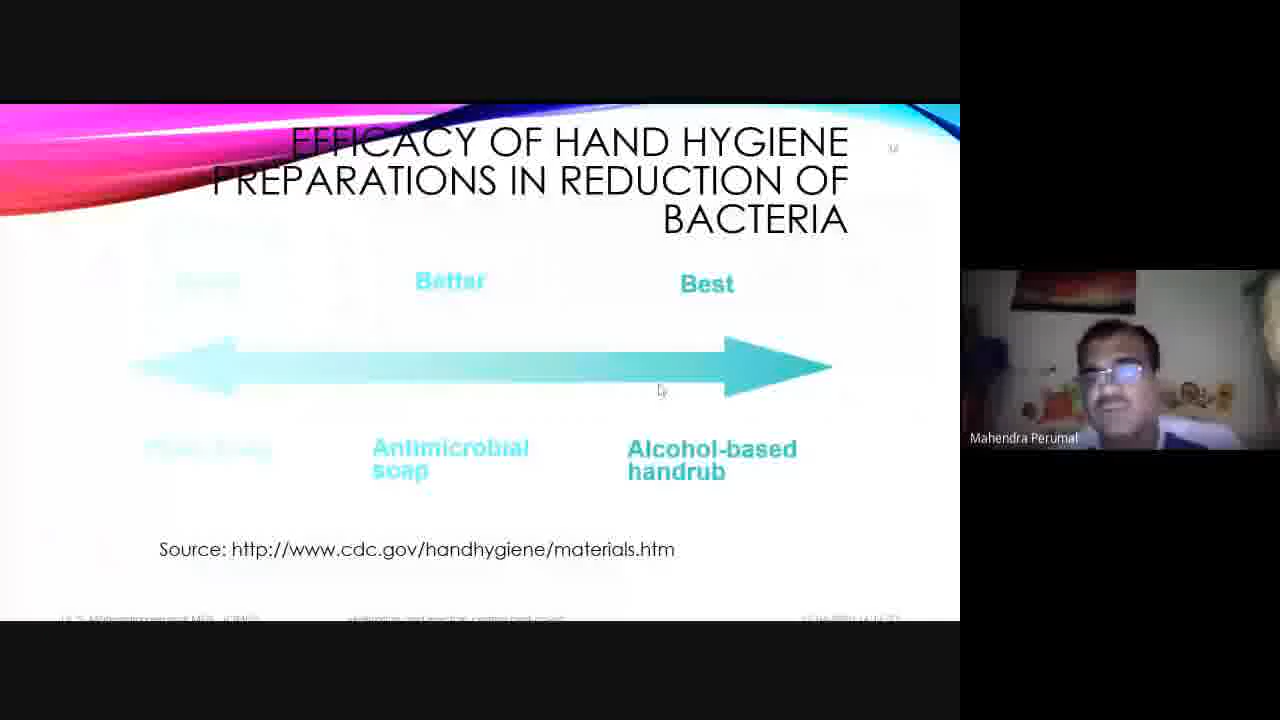 EFFICACY OF HAND HYGIENE
PREPARATIONS IN REDUCTION OF
BACTERIA
Better
Best
Antimicrobial
soap
Alcohol-based
handrub
Source: http://www.cdc.gov/handhygiene/materials.htm
Mahendra Perumal